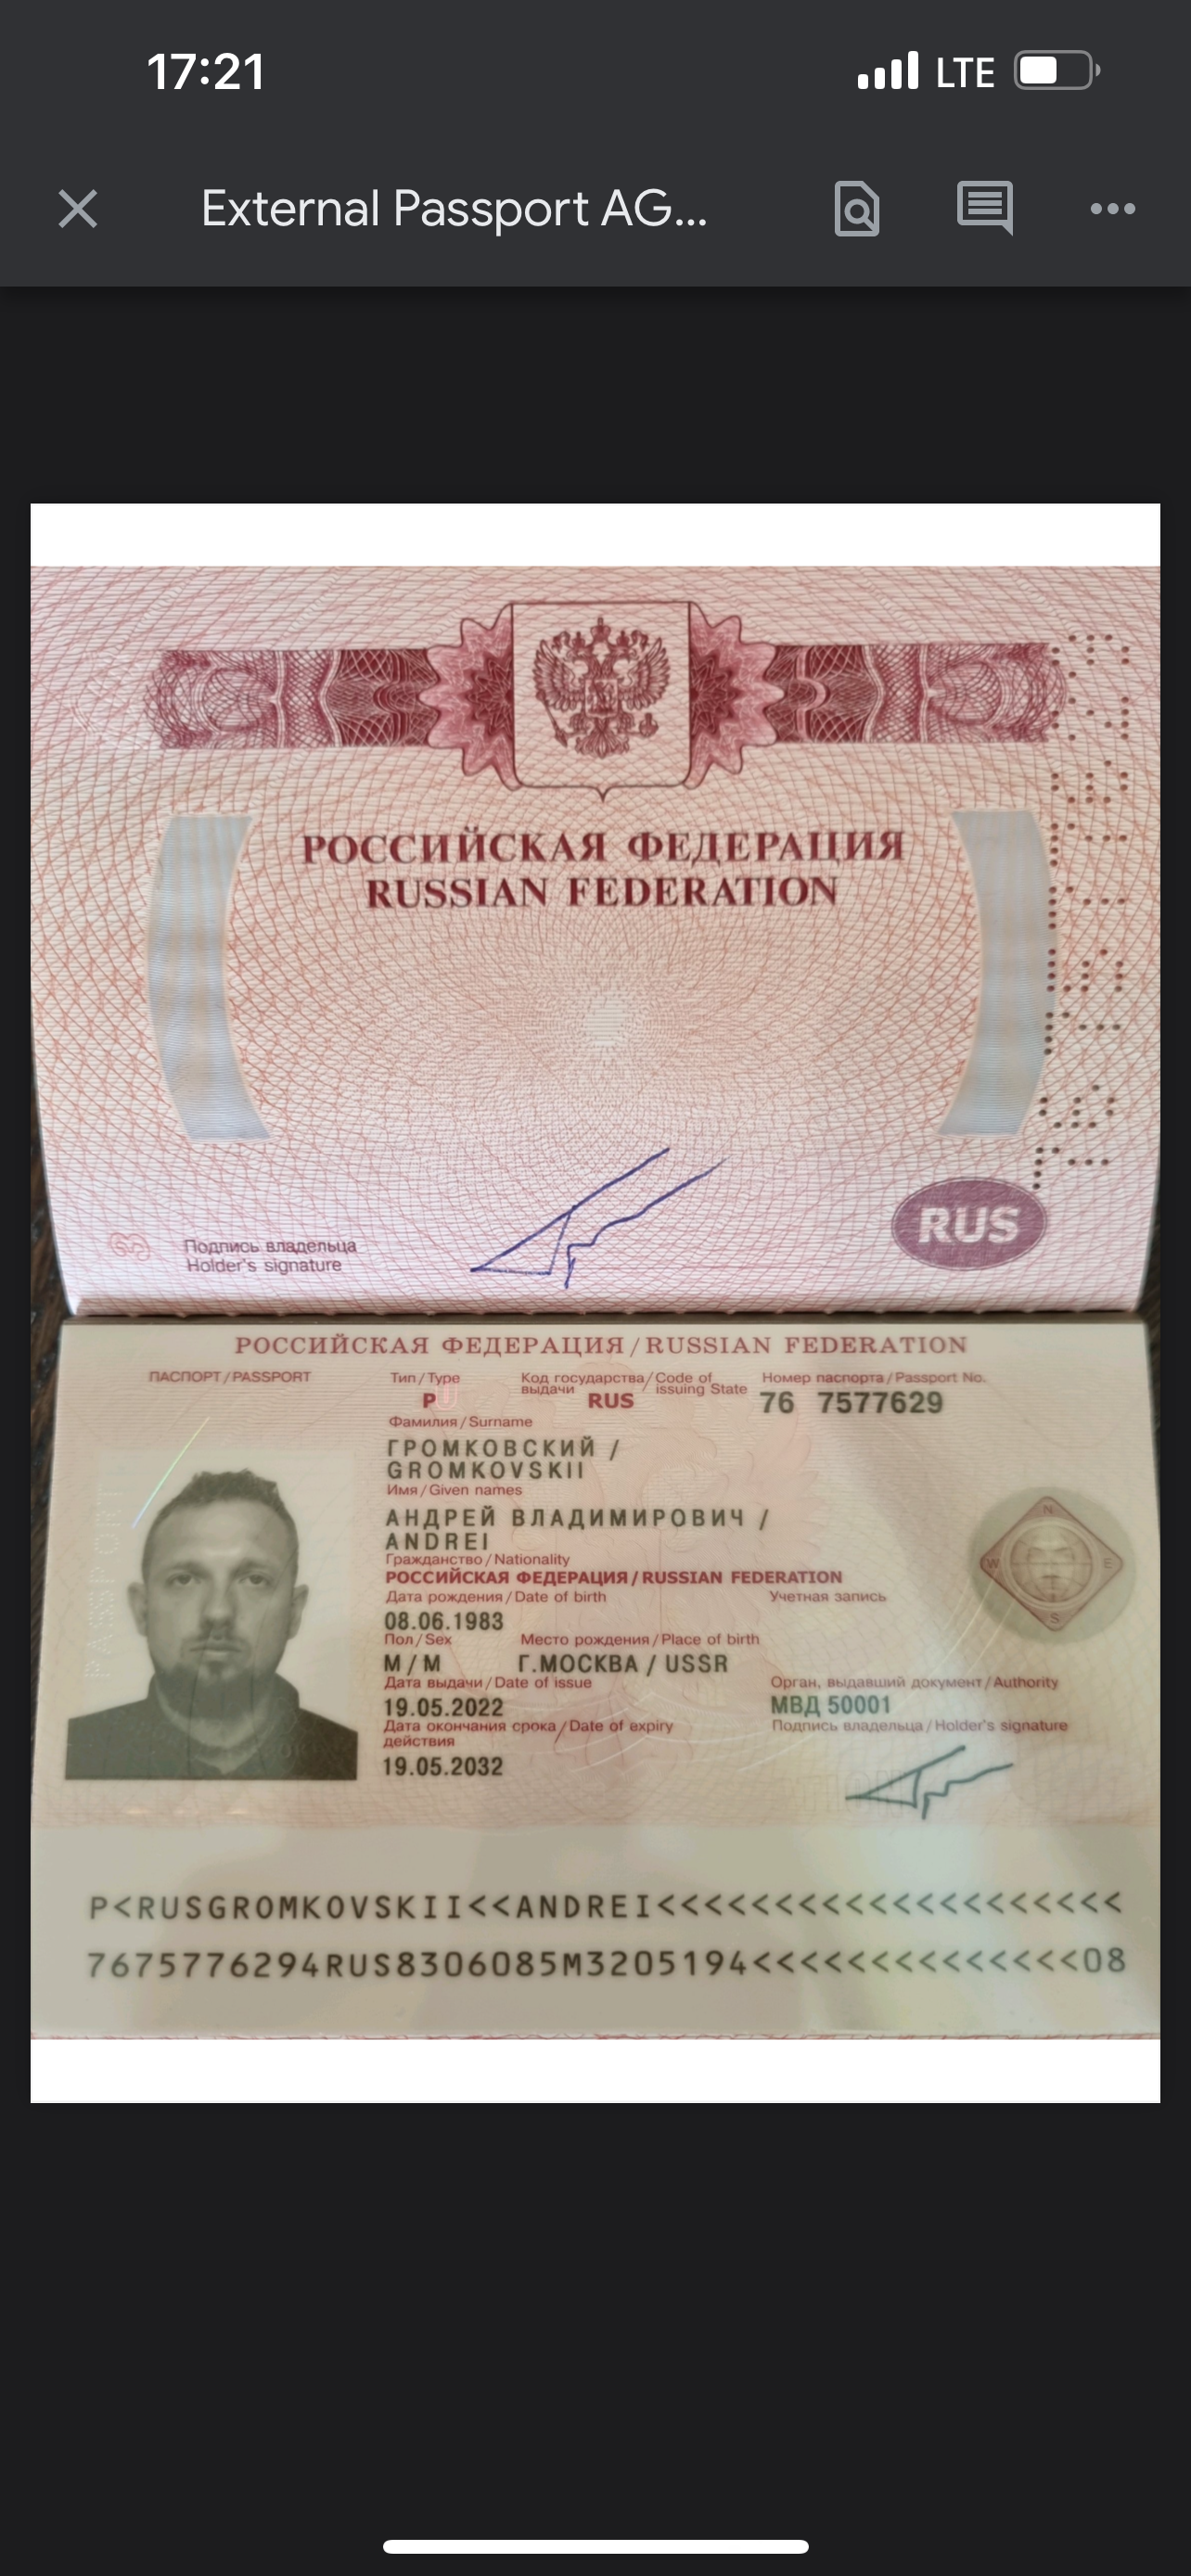 17:21
LTE
External Passport AG...
РОССИЙСКАЯ ФЕДЕРАЦИЯ
RUSSIAN FEDERATION
RUS
Подпись владельца
Holder's signature
РОССИЙСКАЯ ФЕДЕРАЦИЯ / RUSSIAN FEDERATION
ПАСПОРТ / PASSPORT
Тип / Type
Код государства / Code of
выдачи issuing State
Номер паспорта / Passport No.
P
RUS
76 7577629
Фамилия / Surname
ГРОМКОВСКИЙ /
GROMKOVSKII
Имя / Given names
АНДРЕЙ ВЛАДИМИРОВИЧ /
ANDREI
Гражданство / Nationality
РОССИЙСКАЯ ФЕДЕРАЦИЯ / RUSSIAN FEDERATION
Дата рождения / Date of birth
Учетная запись
08.06.1983
Пол / Sex
Место рождения / Place of birth
М / M
Г.МОСКВА / USSR
Дата выдачи / Date of issue
Орган, выдавший документ / Authority
19.05.2022
МВД 50001
Дата окончания срока / Date of expiry
действия
Подпись владельца / Holder's signature
19.05.2032
N
W
E
S
P<RUSGROMKOVSKII<<ANDREI<<<<<<<<<<<<<<<<<<<<
7675776294RUS8306085M3205194<<<<<<<<<<<<<<08